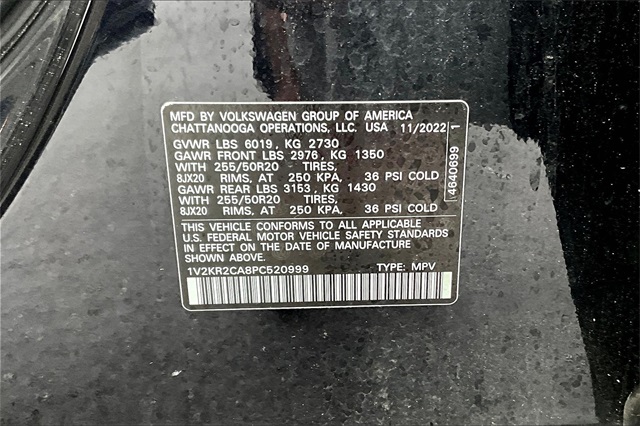 MFD BY VOLKSWAGEN GROUP OF AMERICA
CHATTANOOGA OPERATIONS, LLC. USA 11/2022
GVWR LBS 6019, KG 2730
GAWR FRONT LBS 2976, KG 1350
WITH 255/50R20 TIRES,
8JX20 RIMS, AT 250 KPA, 36 PSI COLD
GAWR REAR LBS 3153, KG 1430
WITH 255/50R20 TIRES,
8JX20 RIMS, AT 250 KPA, 36 PSI COLD
THIS VEHICLE CONFORMS TO ALL APPLICABLE
U.S. FEDERAL MOTOR VEHICLE SAFETY STANDARDS
IN EFFECT ON THE DATE OF MANUFACTURE
SHOWN ABOVE.
1V2KR2CA8PC520999 TYPE: MPV
4640699 1